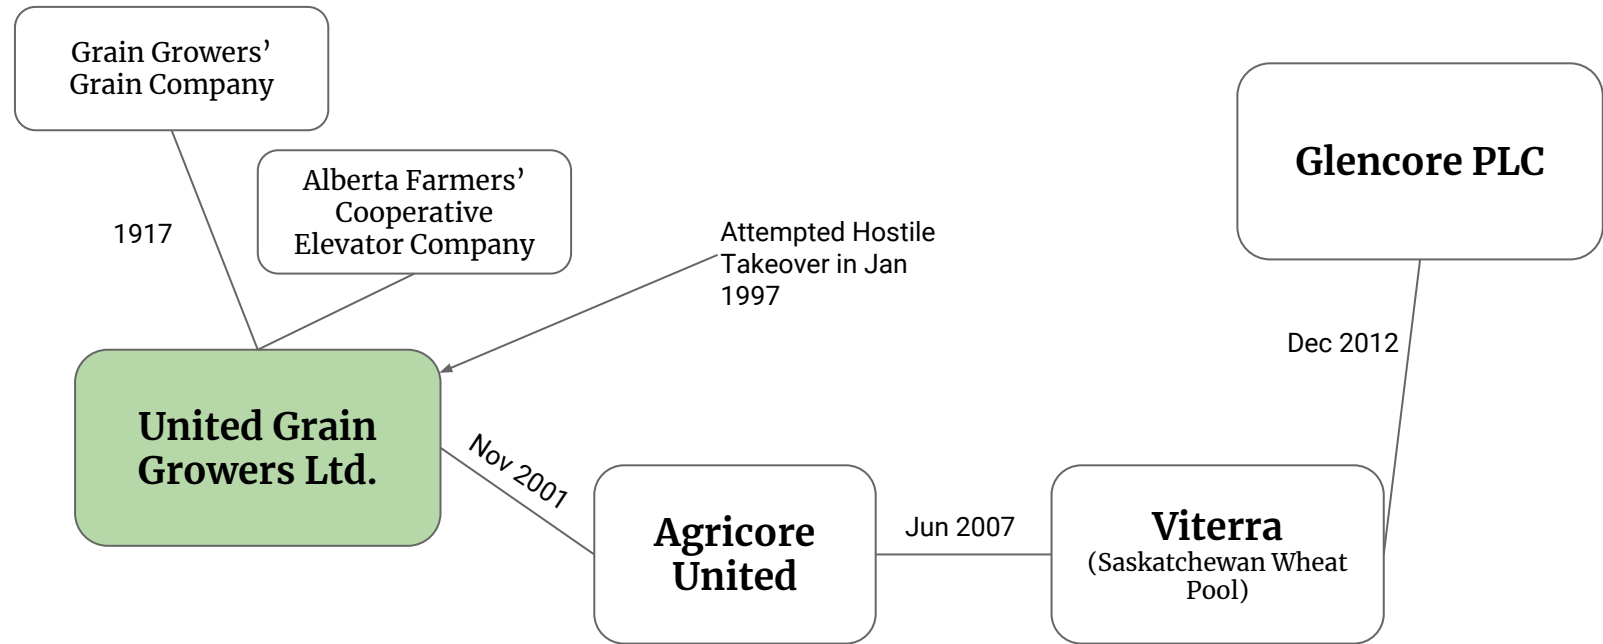 Grain Growers’
Grain Company
Alberta Farmers’
Cooperative
Elevator Company
1917
Attempted Hostile
Takeover in Jan
1997
Glencore PLC
Dec 2012
United Grain
Growers Ltd.
Nov 2001
Agricore
United
Jun 2007
Viterra
(Saskatchewan Wheat
Pool)